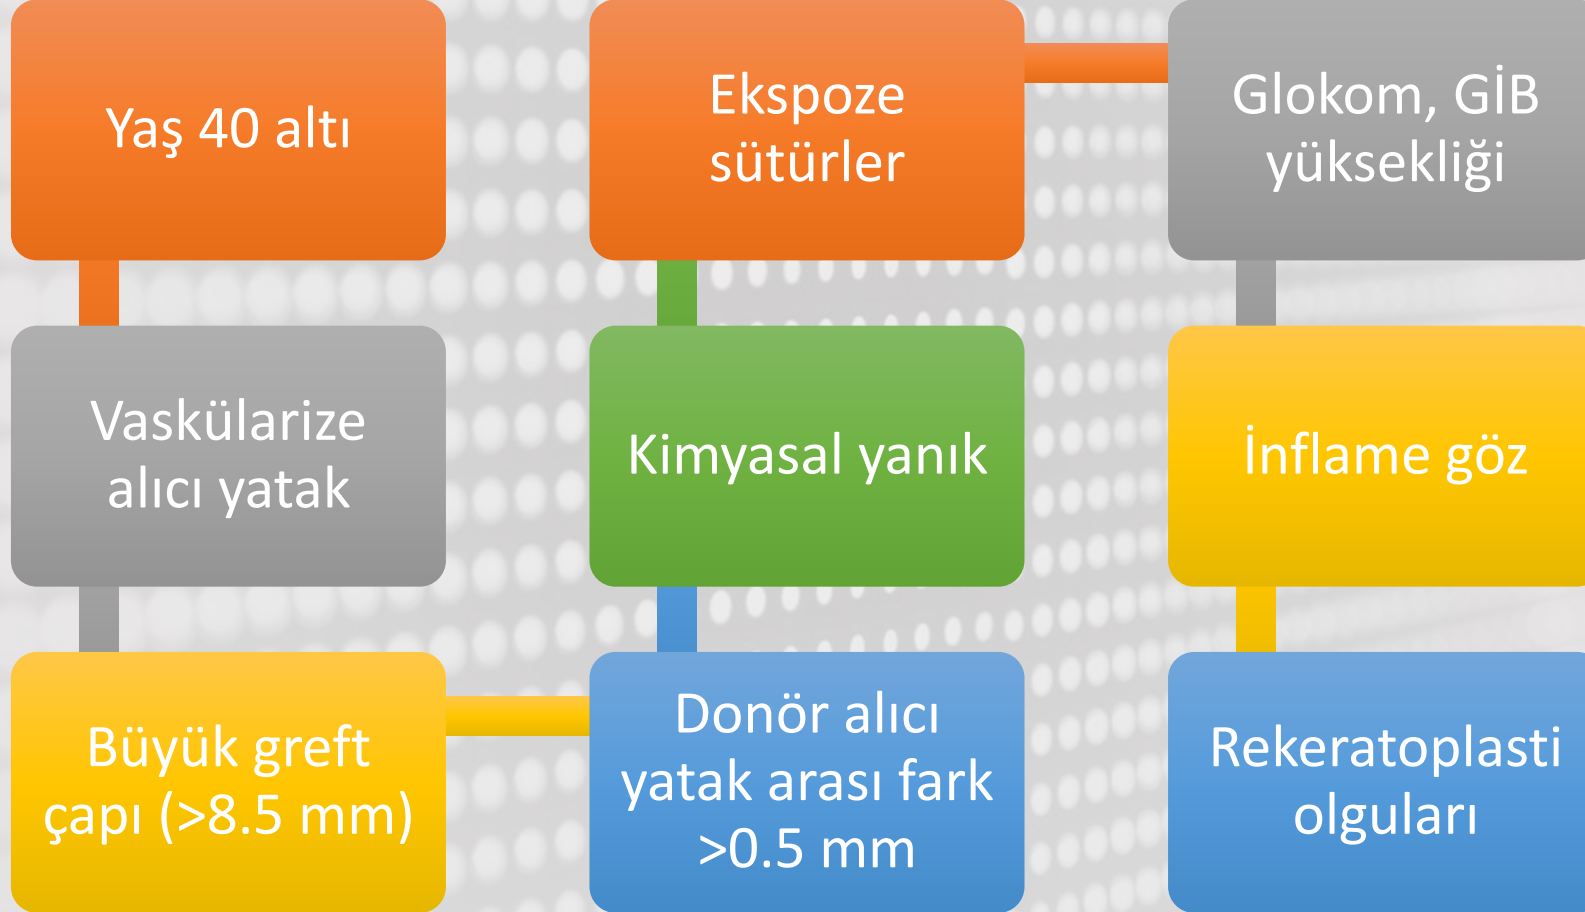 Yaş 40 altı
Vaskülarize
alıcı yatak
Büyük greft
çapı (>8.5 mm)
Donör alıcı
yatak arası fark
>0.5 mm
Kimyasal yanık
Ekspoze
sütürler
Glokom, GİB
yüksekliği
İnflame göz
Rekeratoplasti
olguları